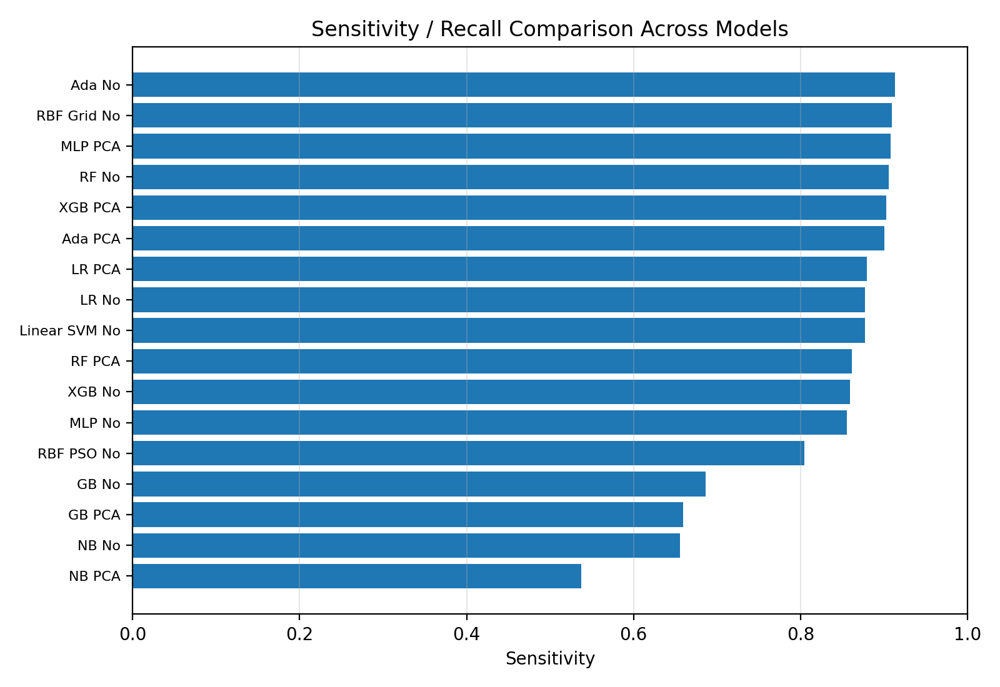 Sensitivity / Recall Comparison Across Models
Ada No
RBF Grid No
MLP PCA
RF No
XGB PCA
Ada PCA
LR PCA
LR No
Linear SVM No
RF PCA
XGB No
MLP No
RBF PSO No
GB No
GB PCA
NB No
NB PCA
0.0 0.2 0.4 0.6 0.8 1.0
Sensitivity